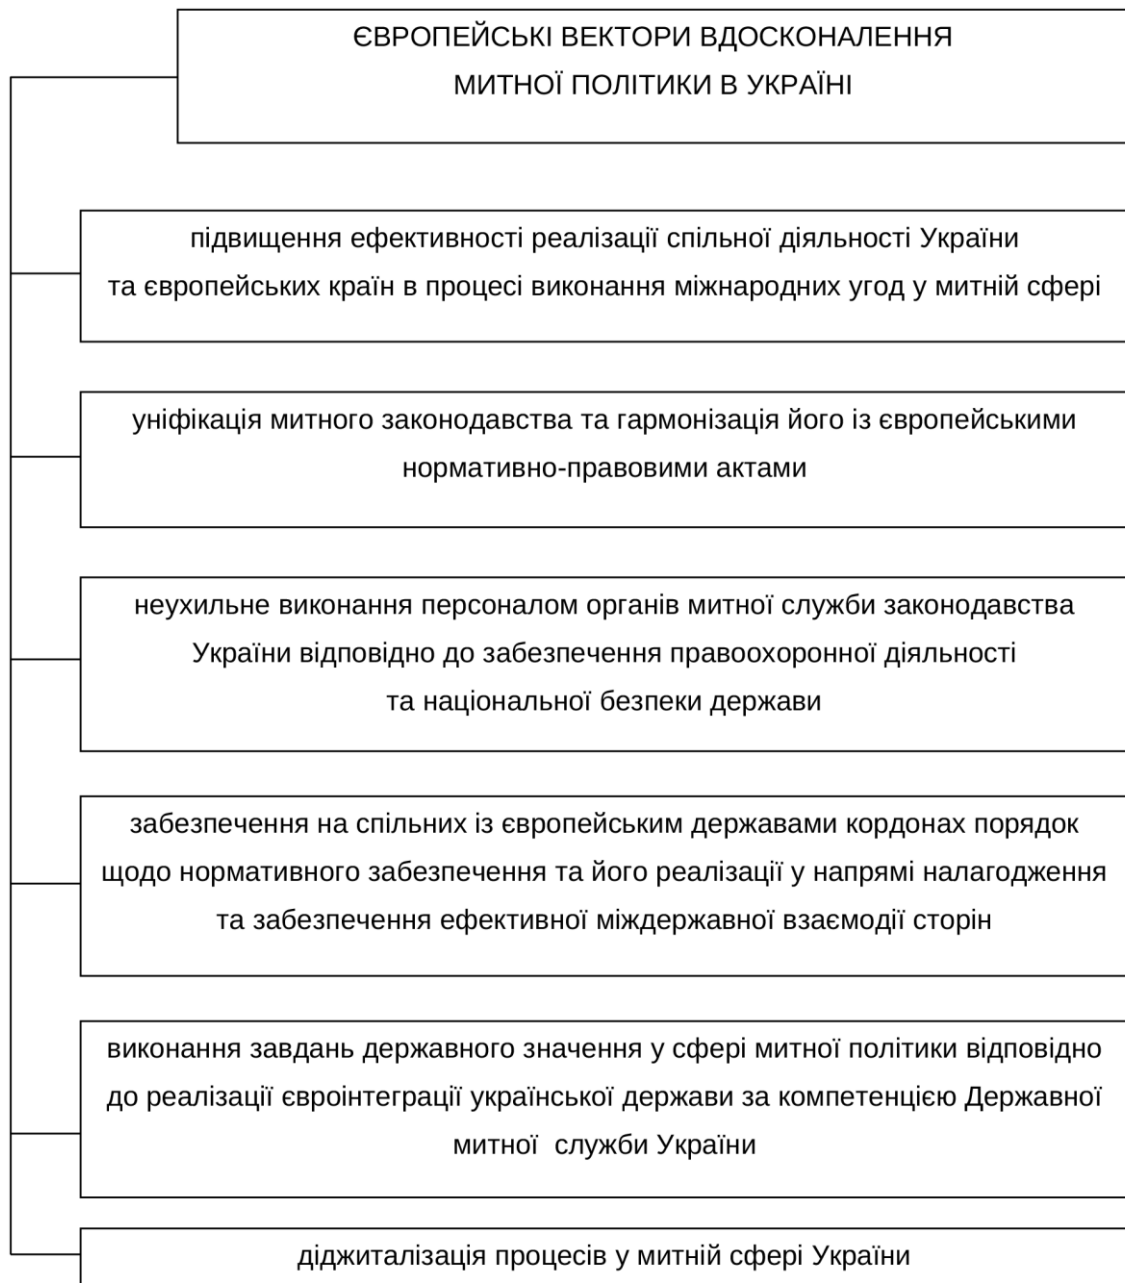 ЄВРОПЕЙСЬКІ ВЕКТОРИ ВДОСКОНАЛЕННЯ
МИТНОЇ ПОЛІТИКИ В УКРАЇНІ
підвищення ефективності реалізації спільної діяльності України
та європейських країн в процесі виконання міжнародних угод у митній сфері
уніфікація митного законодавства та гармонізація його із європейськими
нормативно-правовими актами
неухильне виконання персоналом органів митної служби законодавства
України відповідно до забезпечення правоохоронної діяльності
та національної безпеки держави
забезпечення на спільних із європейським державами кордонах порядок
щодо нормативного забезпечення та його реалізації у напрямі налагодження
та забезпечення ефективної міждержавної взаємодії сторін
виконання завдань державного значення у сфері митної політики відповідно
до реалізації євроінтеграції української держави за компетенцією Державної
митної  служби України
діджиталізація процесів у митній сфері України